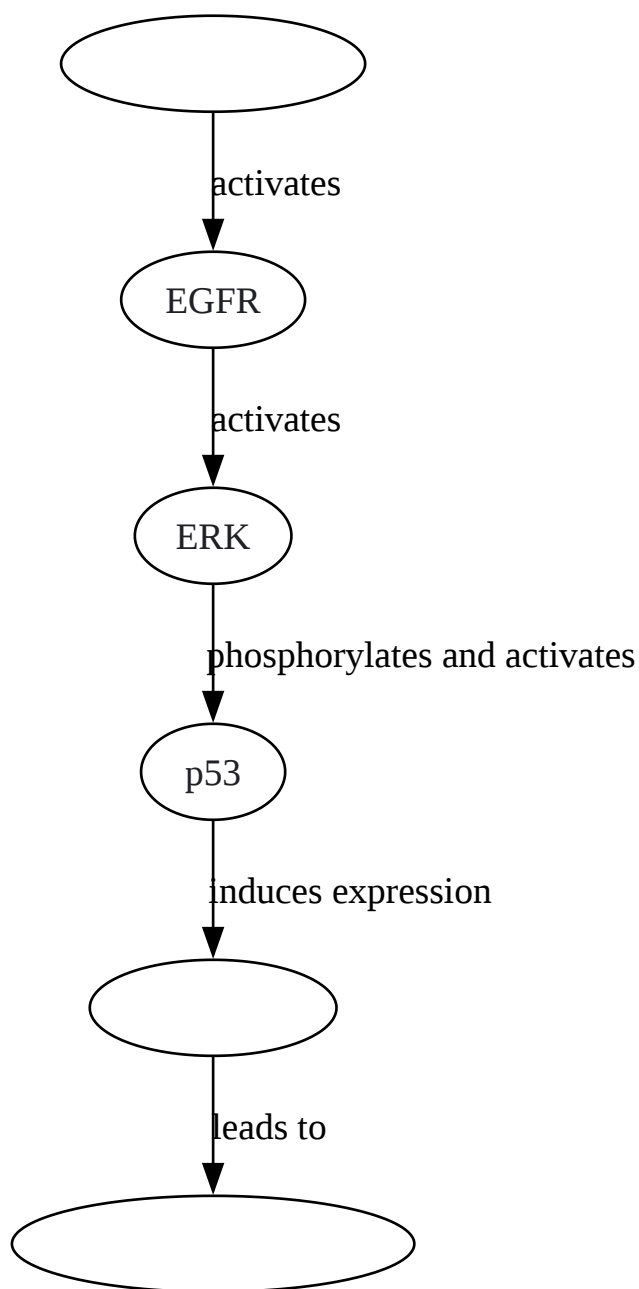 activates
EGFR
activates
ERK
phosphorylates and activates
p53
induces expression
leads to